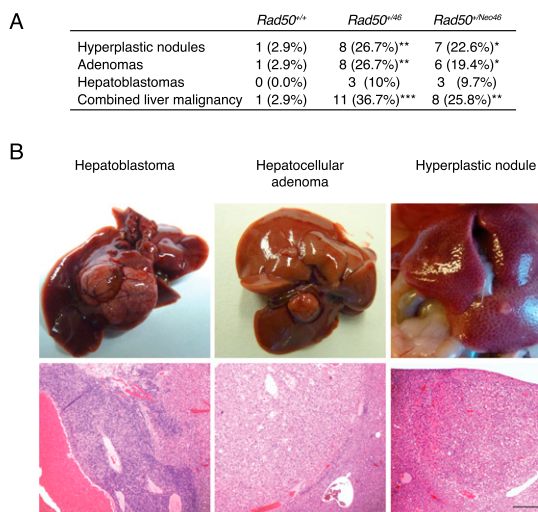 A
Rad50+/+ Rad50+/46 Rad50+/Neo46
Hyperplastic nodules 1 (2.9%) 8 (26.7%)** 7 (22.6%)*
Adenomas 1 (2.9%) 8 (26.7%)** 6 (19.4%)*
Hepatoblastomas 0 (0.0%) 3 (10%) 3 (9.7%)
Combined liver malignancy 1 (2.9%) 11 (36.7%)*** 8 (25.8%)**
B
Hepatoblastoma Hepatocellular Hyperplastic nodule
adenoma